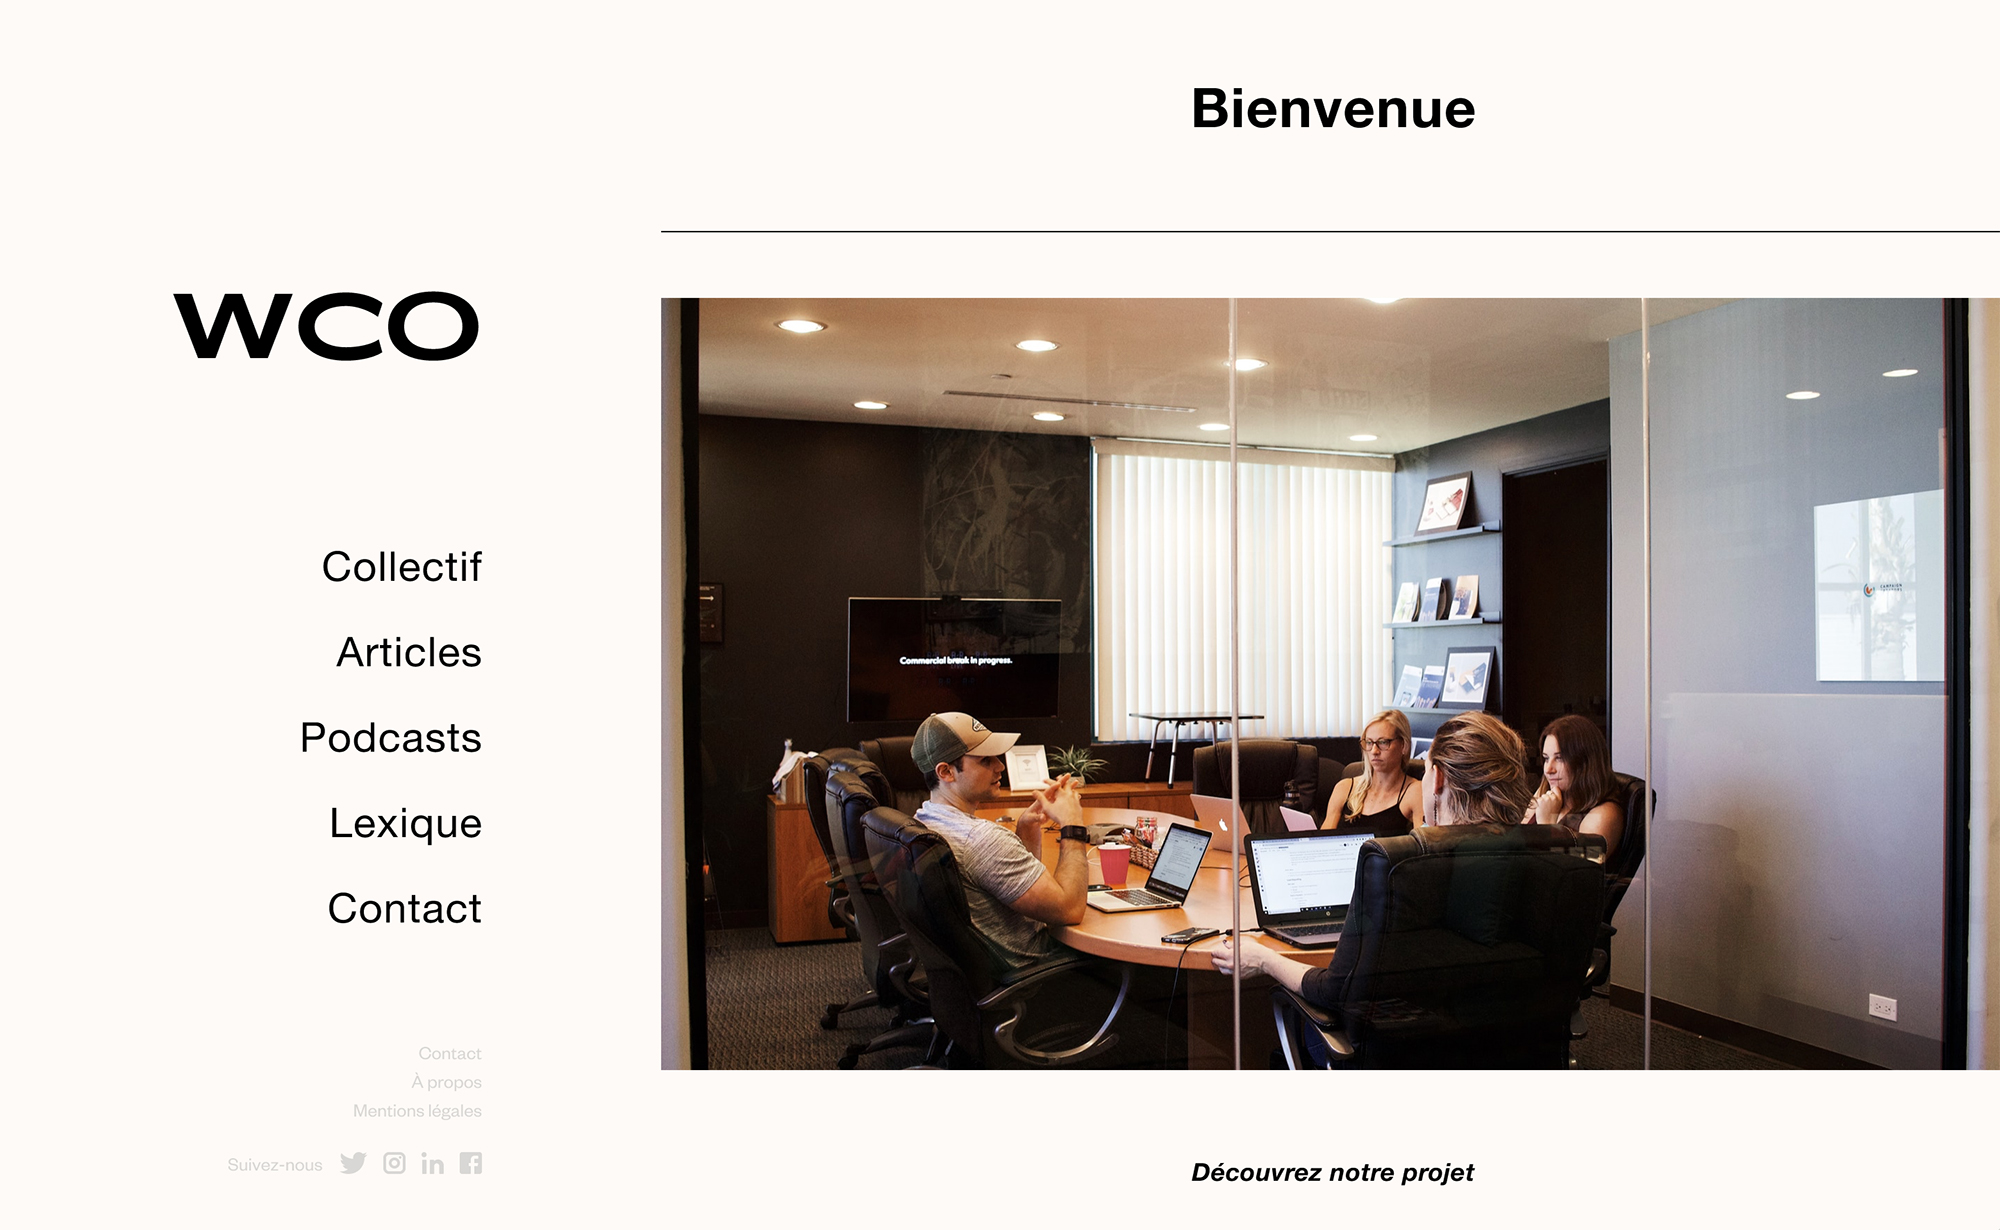 Bienvenue
WCO
Collectif
Articles
Podcasts
Lexique
Contact
Contact
À propos
Mentions légales
Suivez-nous
Commercial break in progress.
Découvrez notre projet